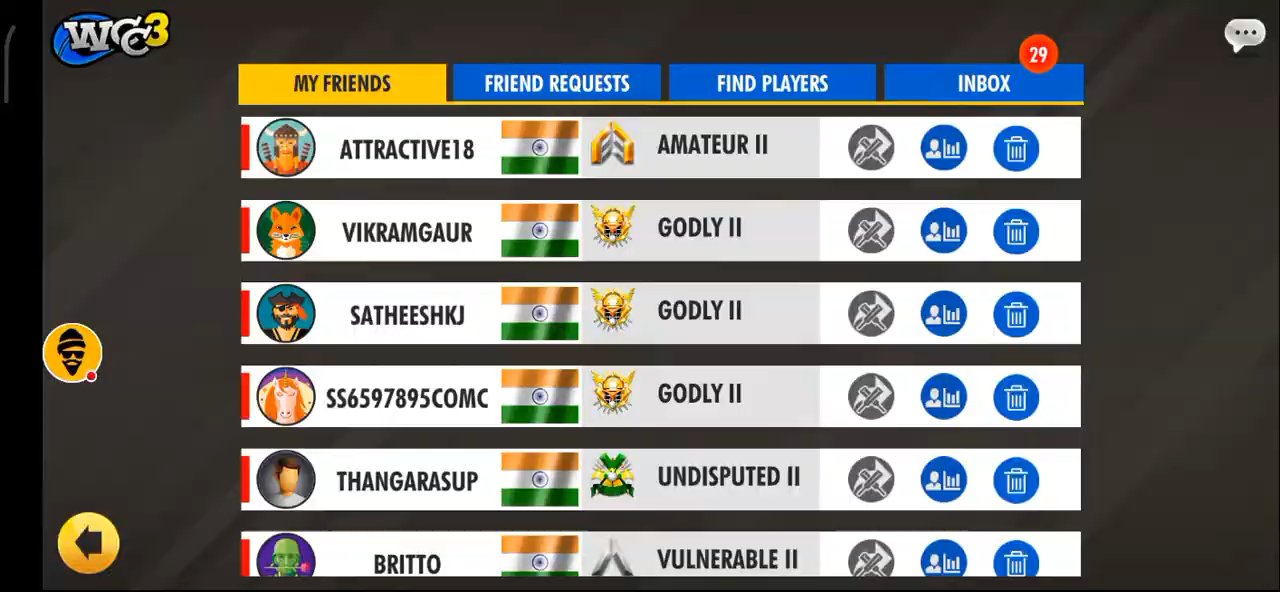 WCC3
29
MY FRIENDS FRIEND REQUESTS FIND PLAYERS INBOX
ATTRACTIVE18 AMATEUR II
VIKRAMGAUR GODLY II
SATHEESHKJ GODLY II
SS6597895COMC GODLY II
THANGARASUP UNDISPUTED II
BRITTO VULNERABLE II